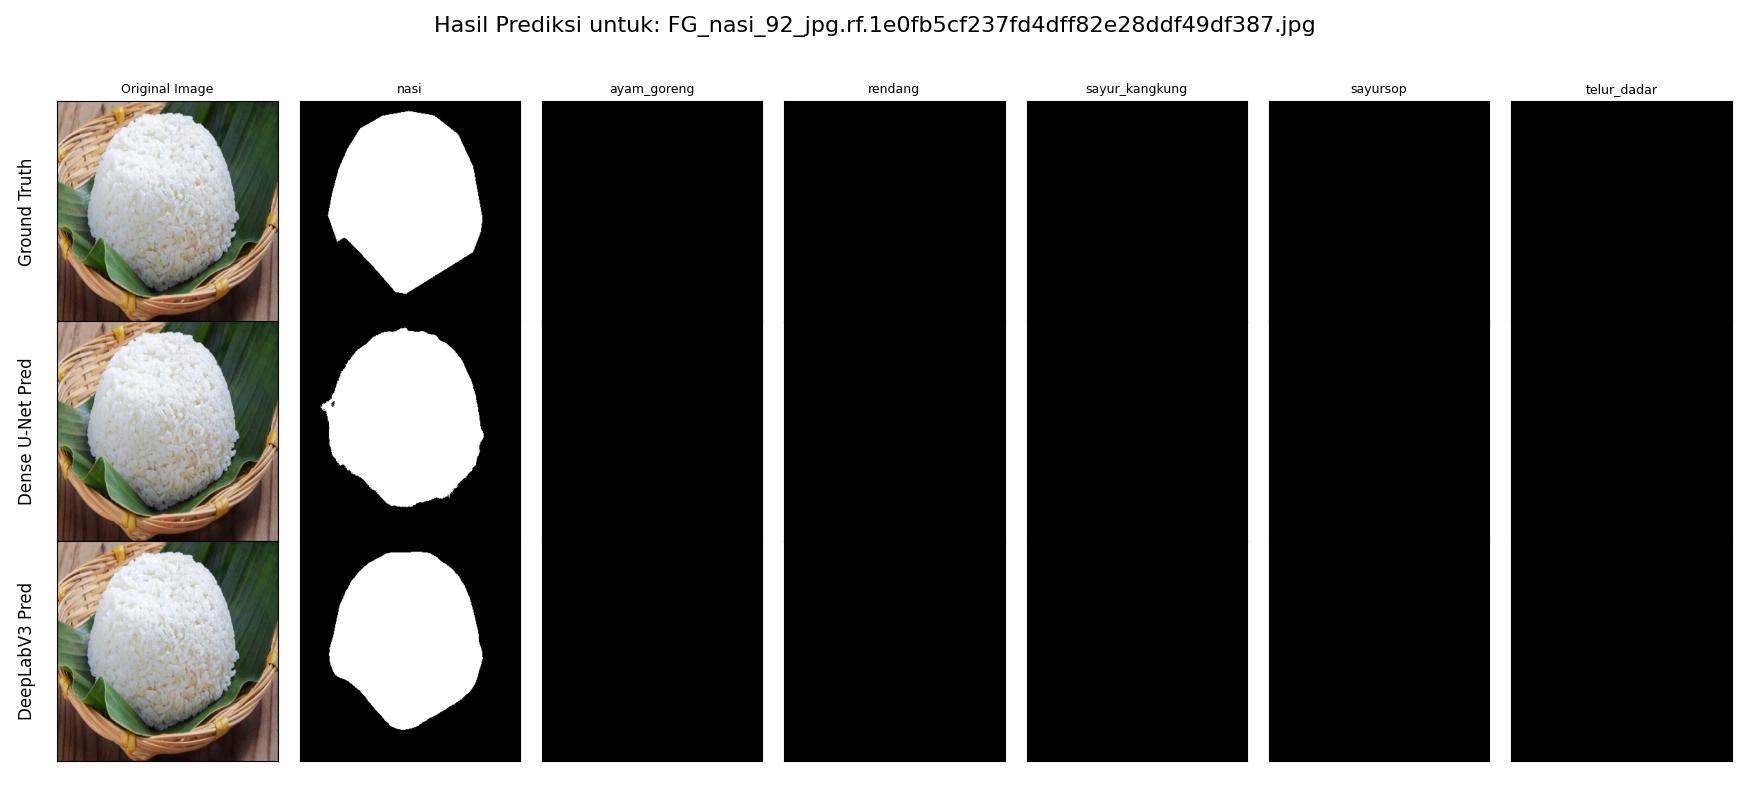 Hasil Prediksi untuk: FG_nasi_92_jpg.rf.1e0fb5cf237fd4dff82e28ddf49df387.jpg
Original Image
nasi
ayam_goreng
rendang
sayur_kangkung
sayursop
telur_dadar
Ground Truth
Dense U-Net Pred
DeepLabV3 Pred